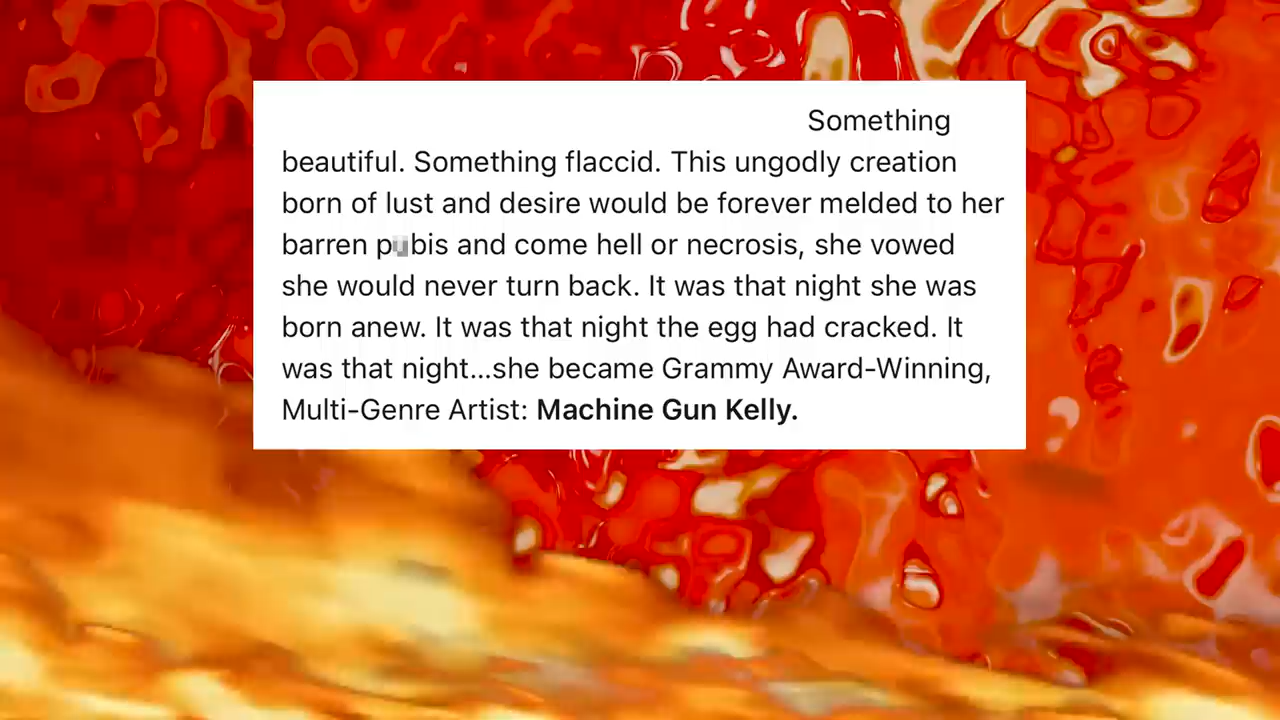 Something
beautiful. Something flaccid. This ungodly creation
born of lust and desire would be forever melded to her
barren pubis and come hell or necrosis, she vowed
she would never turn back. It was that night she was
born anew. It was that night the egg had cracked. It
was that night...she became Grammy Award-Winning,
Multi-Genre Artist: Machine Gun Kelly.